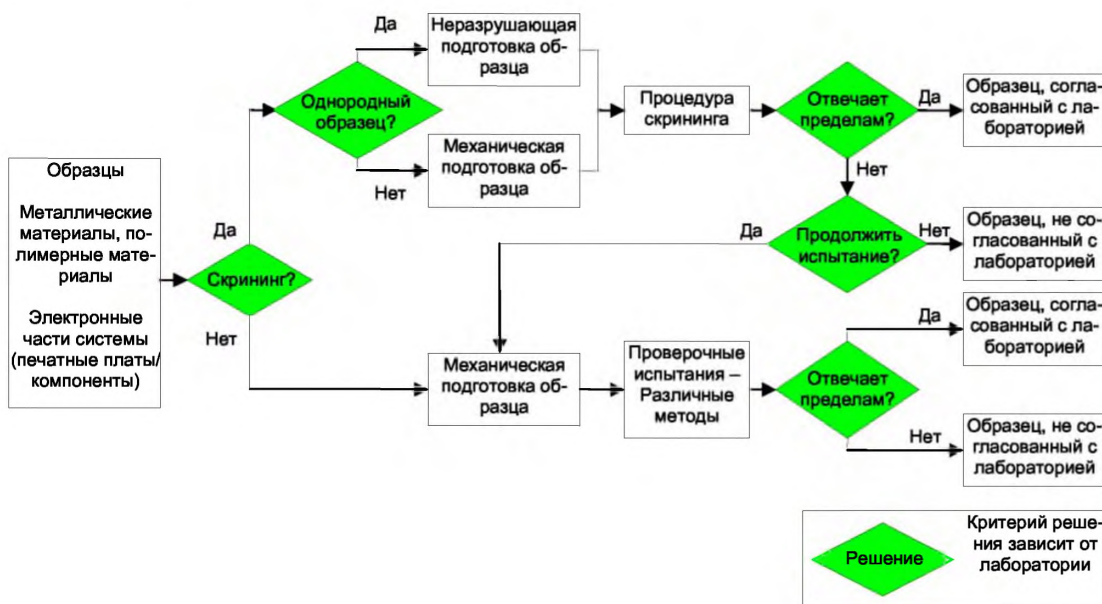 Образцы
Металлические
материалы, по-
лимерные мате-
риалы
Электронные
части системы
(печатные платы/
компоненты)
Скрининг?
Да
Нет
Однородный
образец?
Да
Нет
Неразрушающая
подготовка об-
разца
Механическая
подготовка об-
разца
Процедура
скрининга
Отвечает
пределам?
Да
Нет
Образец, согла-
сованный с ла-
бораторией
Продолжить
испытание?
Да
Нет
Образец, не со-
гласованный с
лабораторией
Механическая
подготовка об-
разца
Проверочные
испытания –
Различные
методы
Отвечает
пределам?
Да
Нет
Образец, согла-
сованный с ла-
бораторией
Образец, не со-
гласованный с
лабораторией
Решение
Критерий реше-
ния зависит от
лаборатории